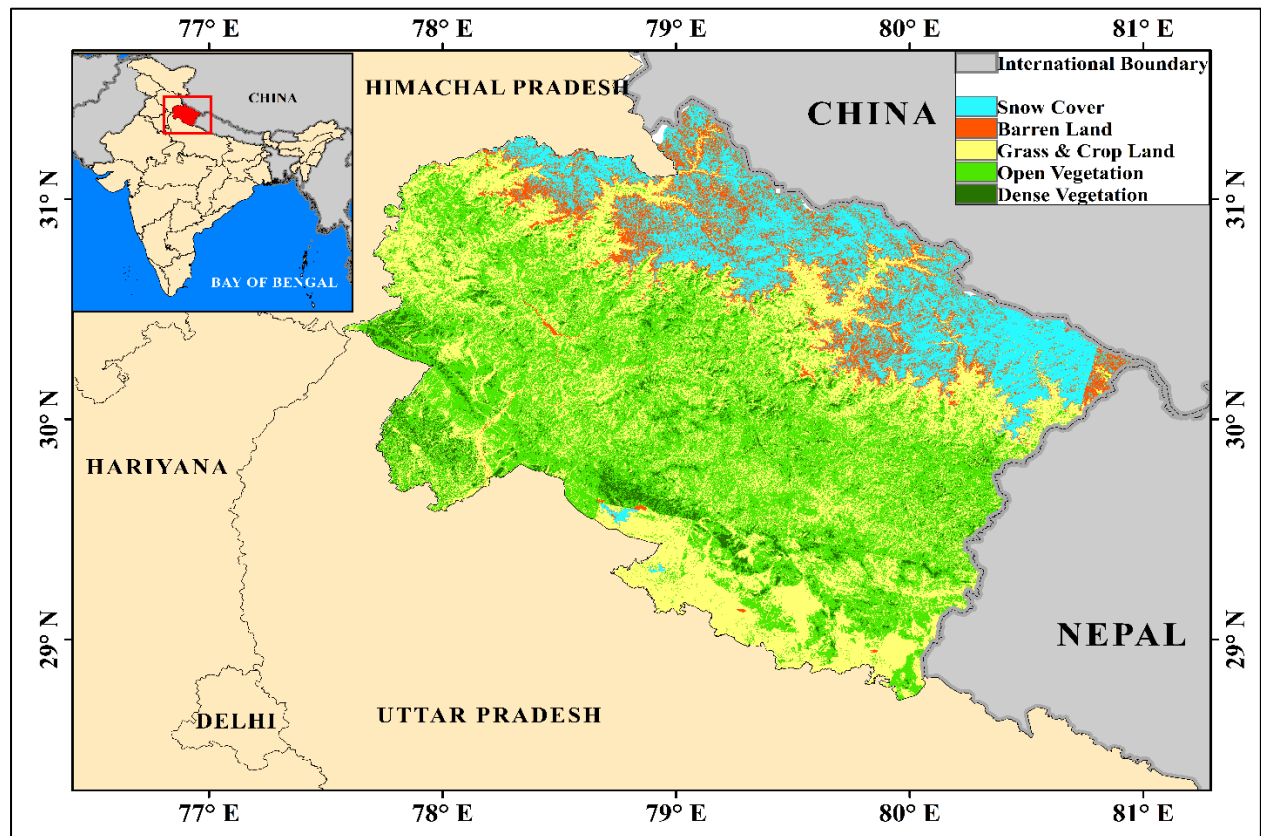 77° E 78° E 79° E 80° E 81° E
HIMACHAL PRADESH
CHINA
BAY OF BENGAL
CHINA
International Boundary
Snow Cover
Barren Land
Grass & Crop Land
Open Vegetation
Dense Vegetation
31° N
31° N
30° N
30° N
HARIYANA
29° N
29° N
NEPAL
DELHI
UTTAR PRADESH
77° E 78° E 79° E 80° E 81° E